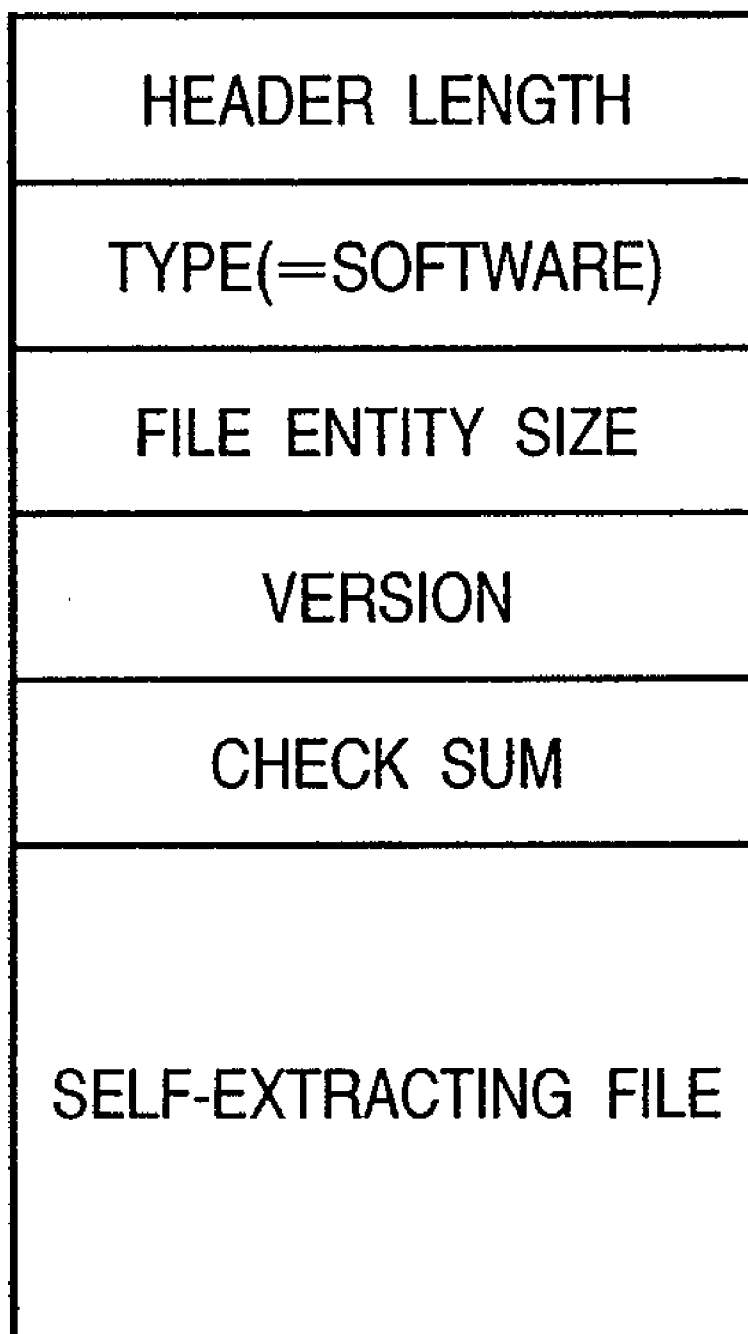 HEADER LENGTH
TYPE(=SOFTWARE)
FILE ENTITY SIZE
VERSION
CHECK SUM
SELF-EXTRACTING FILE